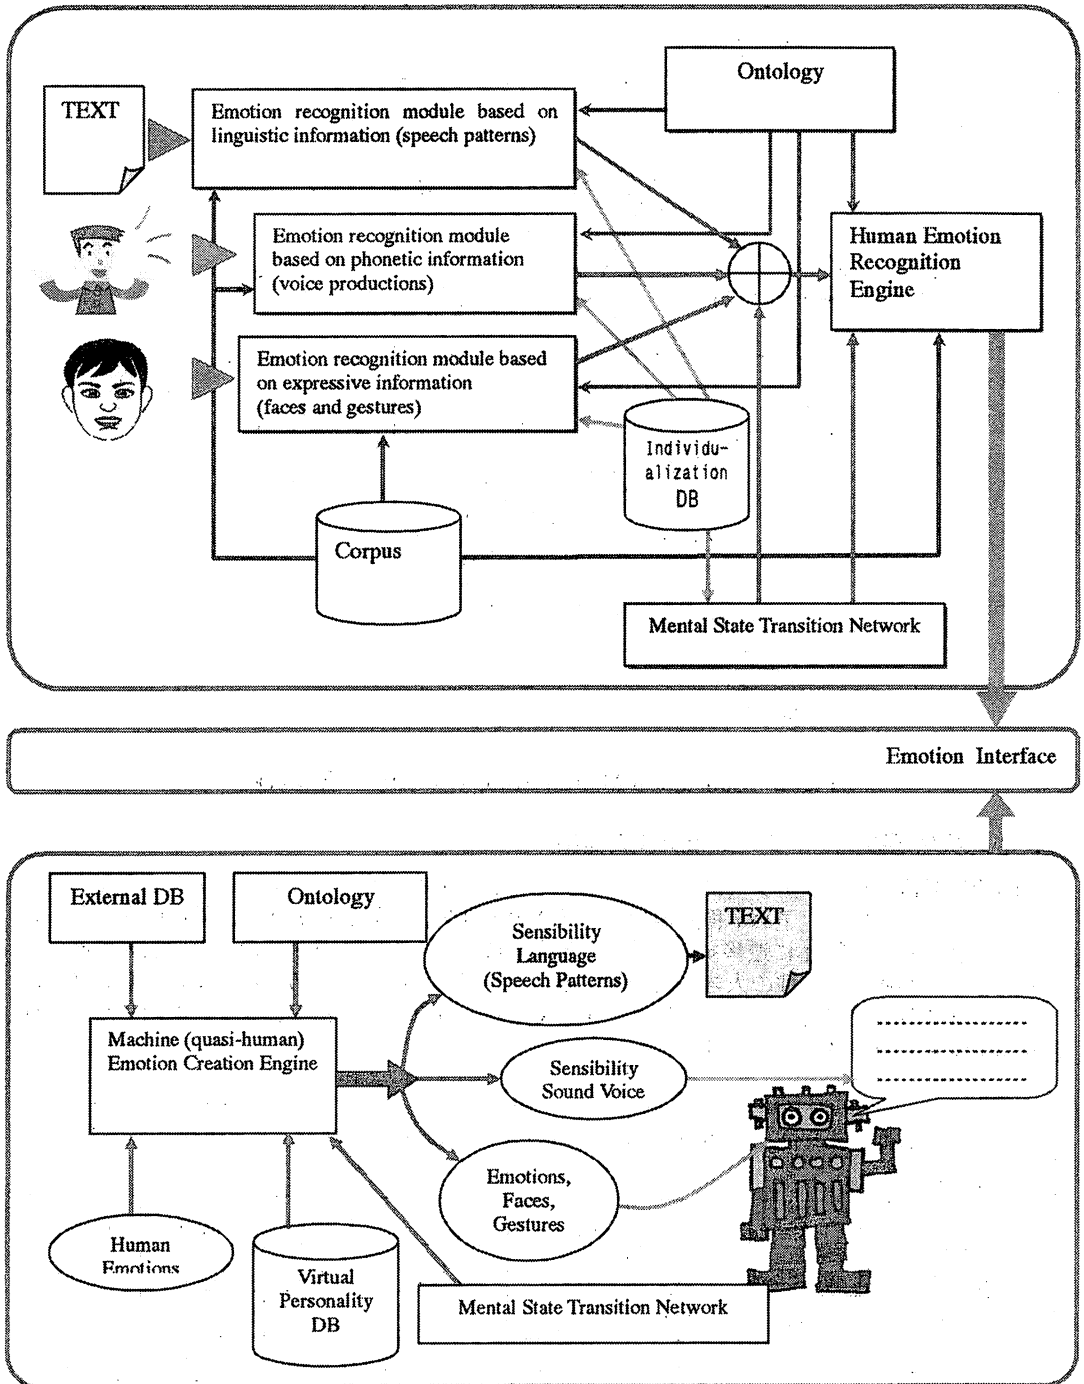 Ontology
TEXT
Emotion recognition module based on
linguistic information (speech patterns)
Emotion recognition module
based on phonetic information
(voice productions)
Human Emotion
Recognition
Engine
Emotion recognition module based
on expressive information
(faces and gestures)
Individu-
alization
DB
Corpus
Mental State Transition Network
Emotion Interface
External DB
Ontology
Sensibility
Language
(Speech Patterns)
TEXT
Machine (quasi-human)
Emotion Creation Engine
Sensibility
Sound Voice
Emotions,
Faces,
Gestures
Human
Emotions
Virtual
Personality
DB
Mental State Transition Network